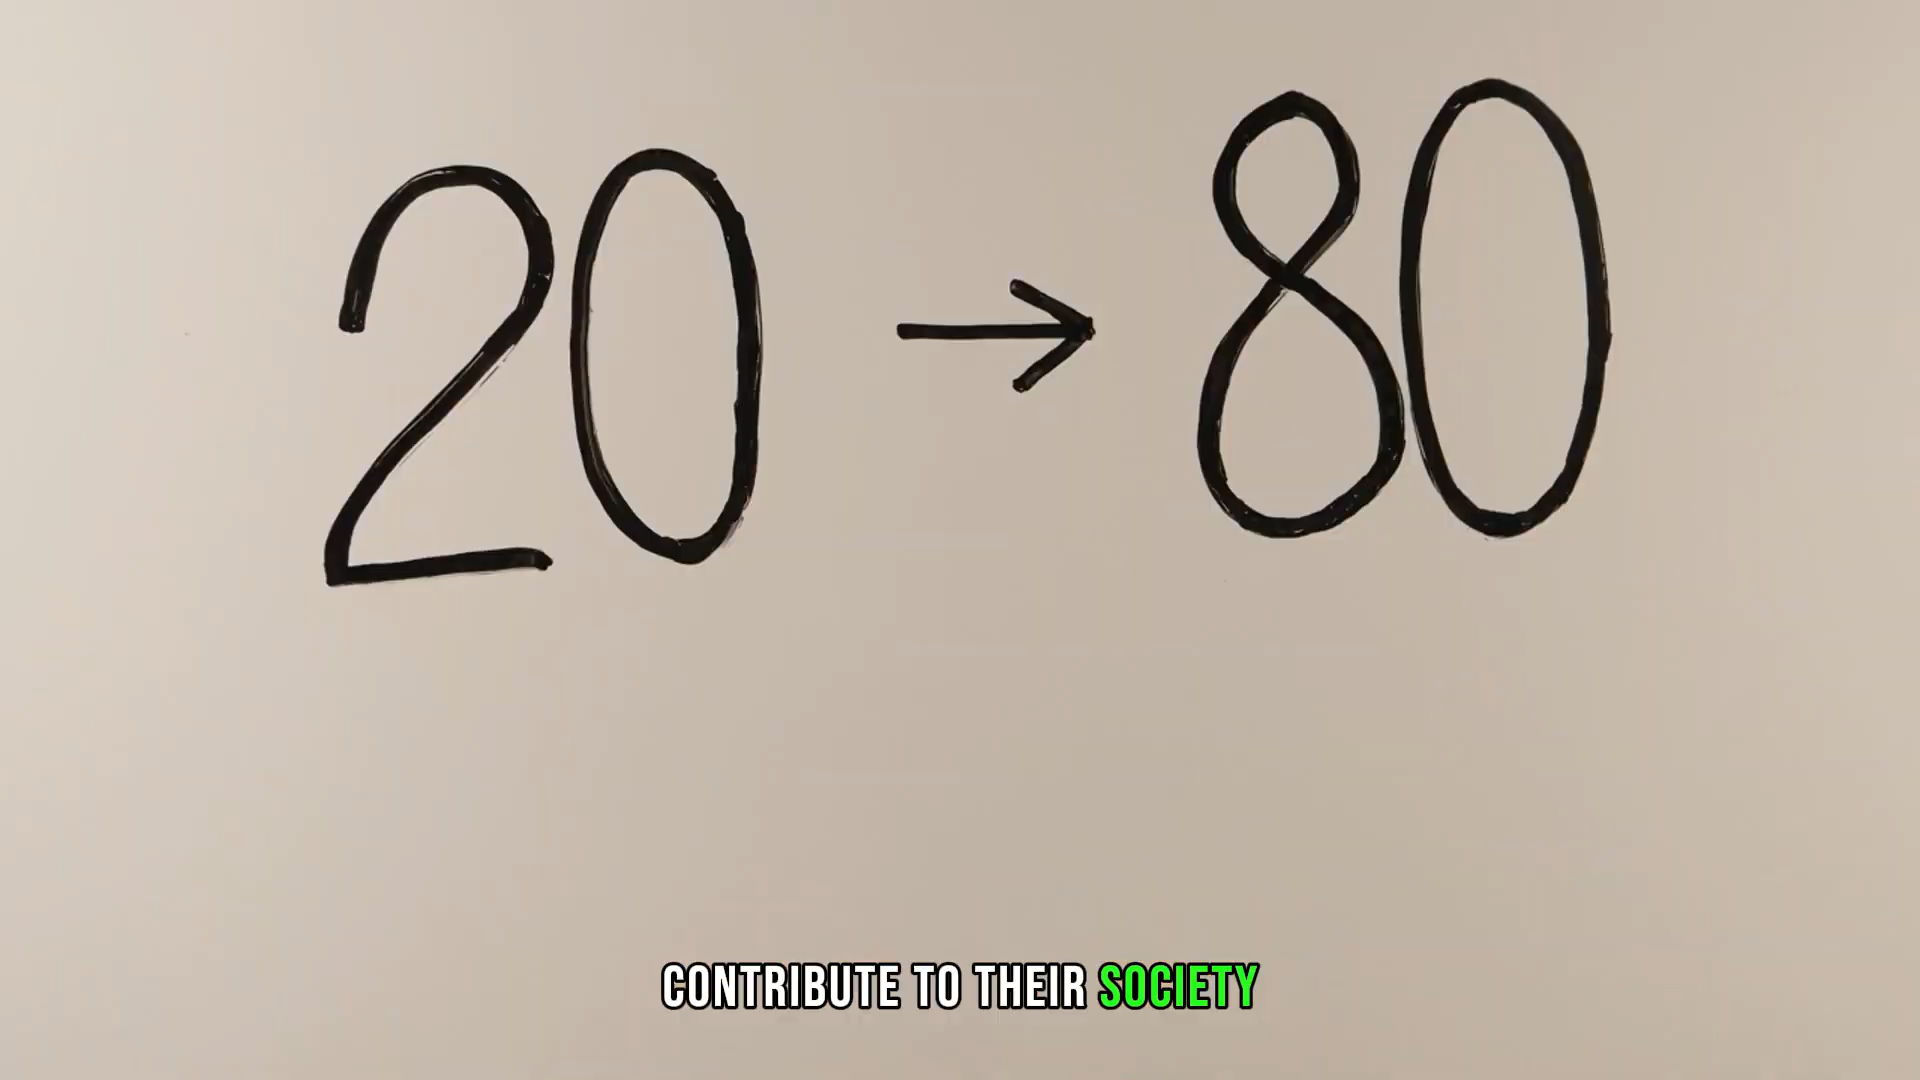 20 → 80
CONTRIBUTE TO THEIR SOCIETY